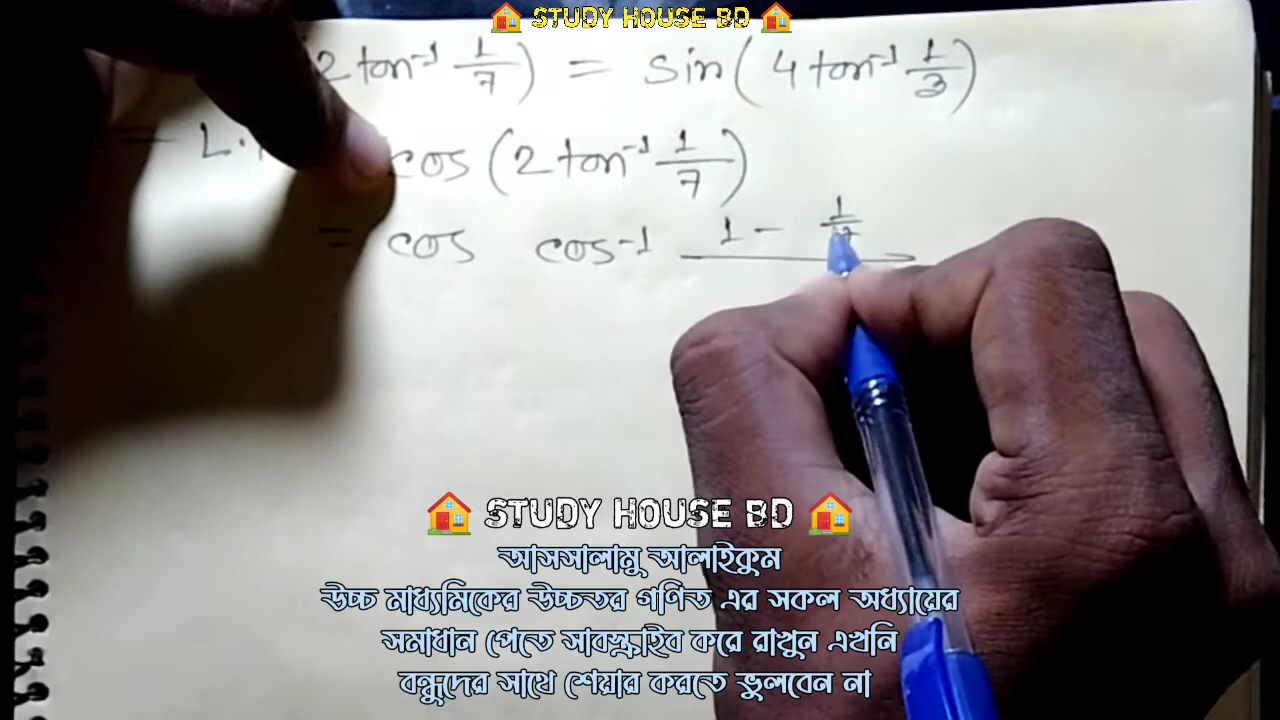 🏠 STUDY HOUSE BD 🏠
2 tan⁻¹ 1/7) = sin(4 tan⁻¹ 1/3)
= L. cos (2 tan⁻¹ 1/7)
= cos cos⁻¹ 1 - 1/
🏠 STUDY HOUSE BD 🏠
আসসালামু আলাইকুম
উচ্চ মাধ্যমিকের উচ্চতর গণিত এর সকল অধ্যায়ের
সমাধান পেতে সাবস্ক্রাইব করে রাখুন এখনি
বন্ধুদের সাথে শেয়ার করতে ভুলবেন না